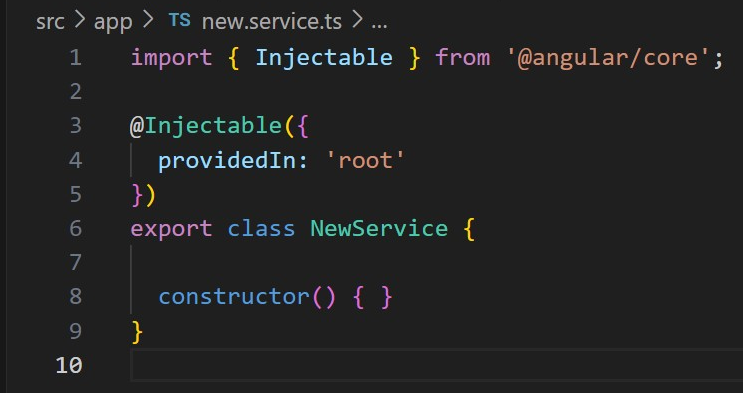 src > app > TS new.service.ts > ...
1 import { Injectable } from '@angular/core';
2
3 @Injectable({
4   providedIn: 'root'
5 })
6 export class NewService {
7
8   constructor() { }
9 }
10